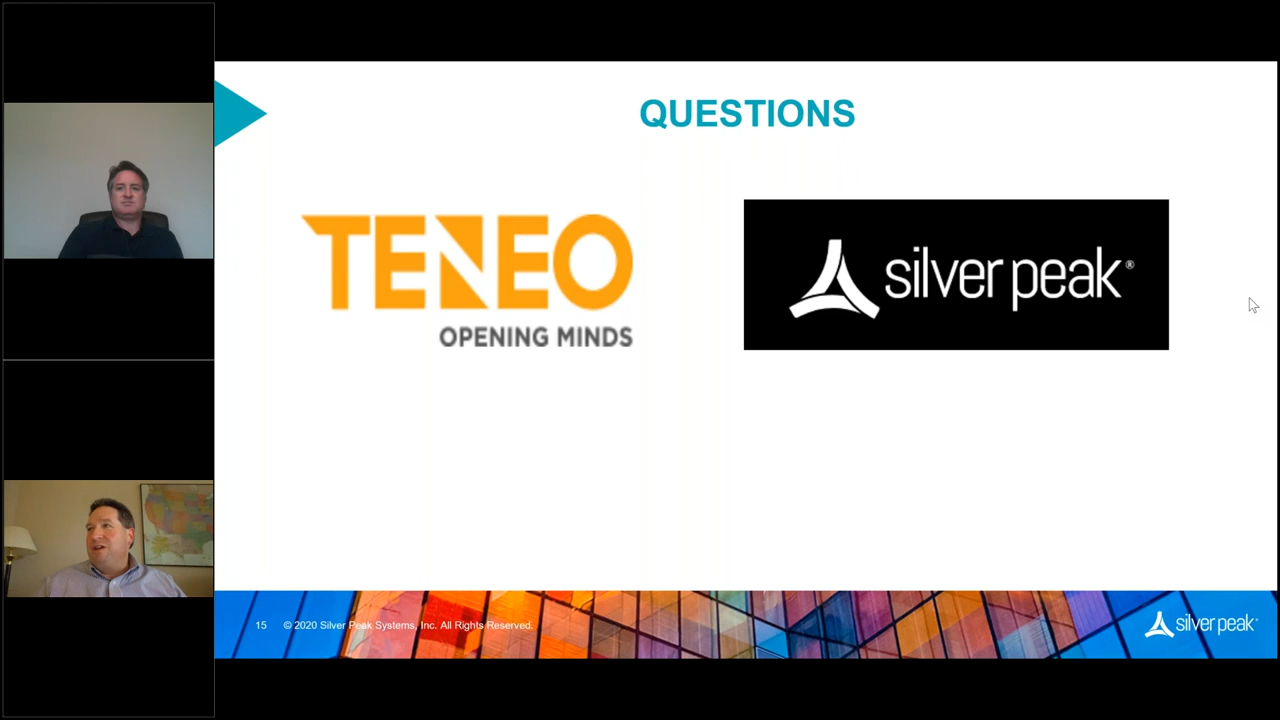 QUESTIONS
TENEO
OPENING MINDS
silver peak®
15 © 2020 Silver Peak Systems, Inc. All Rights Reserved.
silver peak®